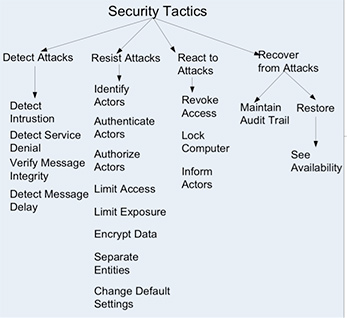 Security Tactics
Detect Attacks
Resist Attacks
React to
Attacks
Recover
from Attacks
Detect
Intrustion
Detect Service
Denial
Verify Message
Integrity
Detect Message
Delay
Identify
Actors
Authenticate
Actors
Authorize
Actors
Limit Access
Limit Exposure
Encrypt Data
Separate
Entities
Change Default
Settings
Revoke
Access
Lock
Computer
Inform
Actors
Maintain
Audit Trail
Restore
See
Availability